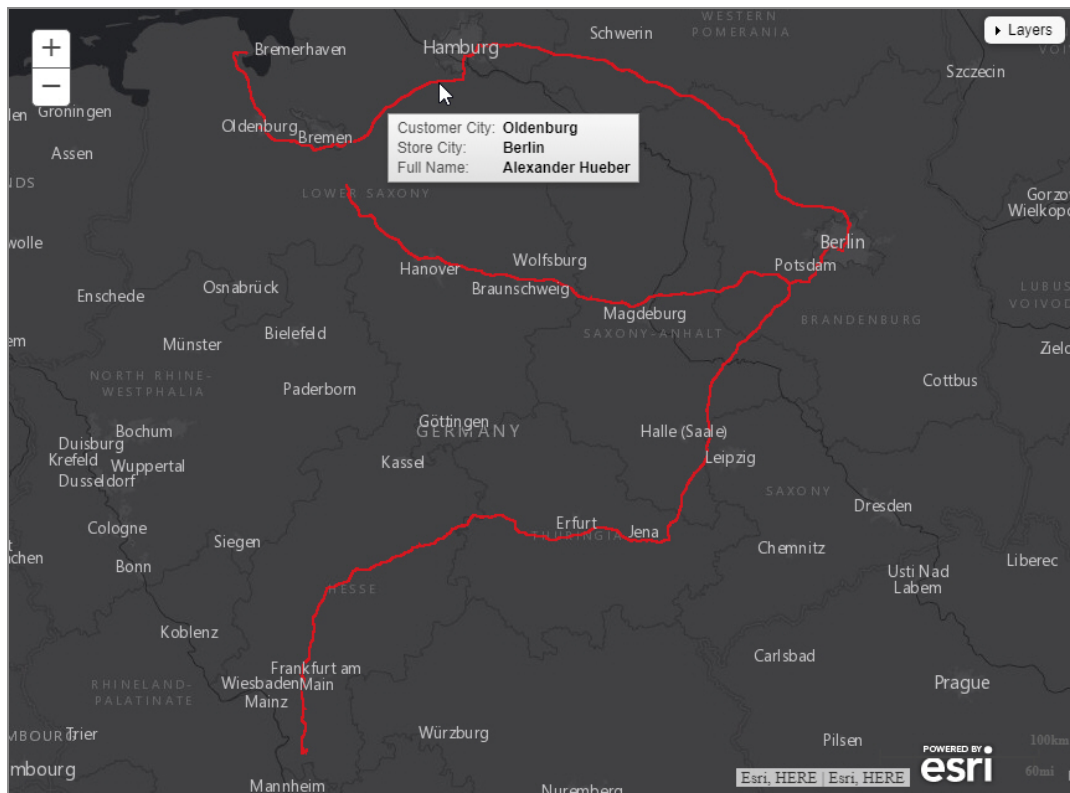 WESTERN
POMERANIA
Layers
+
−
Bremerhaven
Hamburg
Schwerin
Szczecin
Groningen
Oldenburg
Bremen
Assen
Customer City: Oldenburg
Store City: Berlin
Full Name: Alexander Hueber
LOWER SAXONY
Berlin
Potsdam
Hanover
Wolfsburg
Braunschweig
Magdeburg
SAXONY-ANHALT
BRANDENBURG
Enschede
Osnabrück
Bielefeld
Münster
NORTH RHINE-
WESTPHALIA
Paderborn
Cottbus
Göttingen
GERMANY
Halle (Saale)
Bochum
Duisburg
Krefeld
Wuppertal
Dusseldorf
Kassel
Leipzig
SAXONY
Dresden
Erfurt
THURINGIA
Jena
Cologne
Siegen
Bonn
Chemnitz
Liberec
Usti Nad
Labem
HESSE
Koblenz
Carlsbad
Frankfurt am
Main
Wiesbaden
Mainz
RHINELAND-
PALATINATE
Prague
Trier
Würzburg
Pilsen
100km
60mi
Mannheim
Nuremberg
Esri, HERE | Esri, HERE
POWERED BY
esri